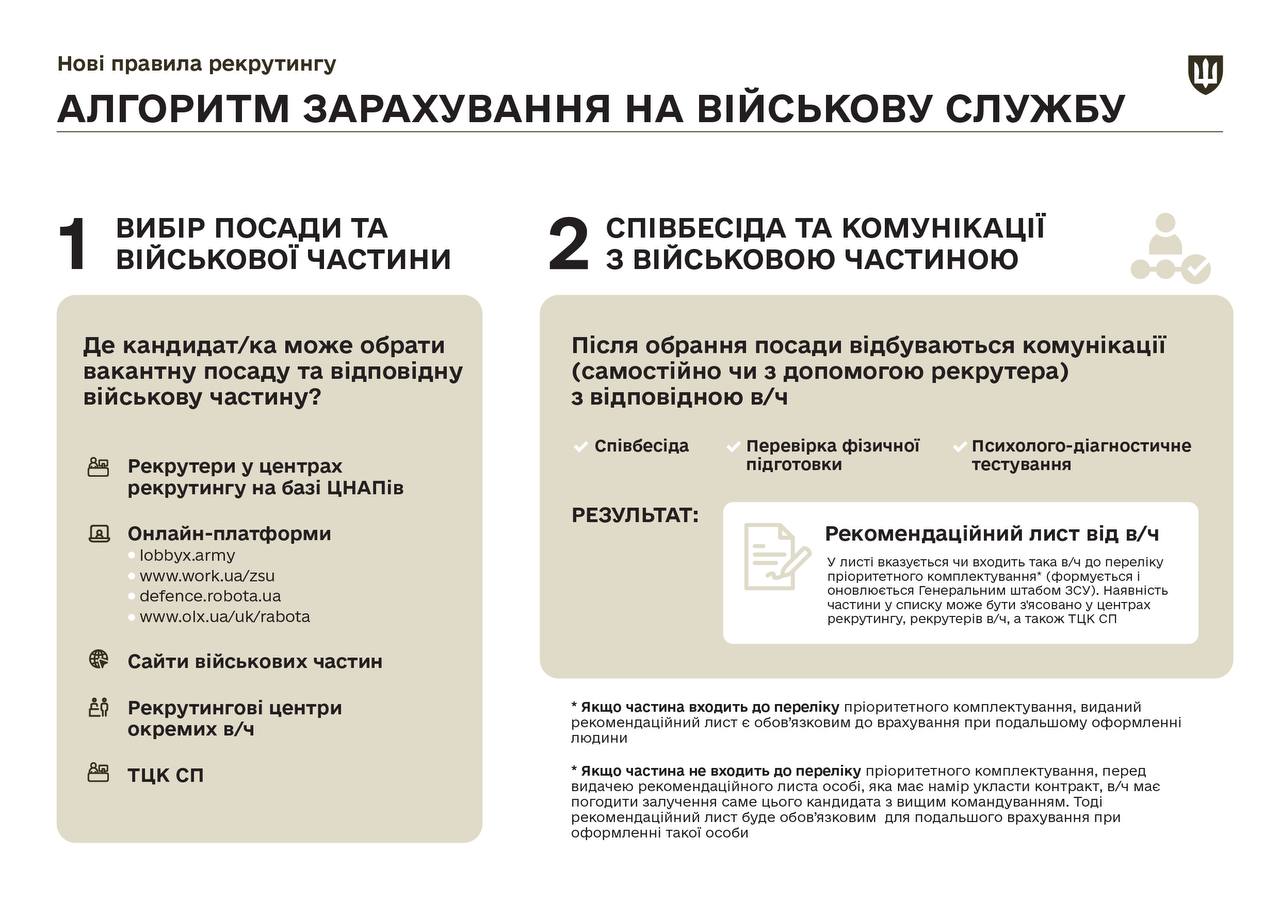 Нові правила рекрутингу
АЛГОРИТМ ЗАРАХУВАННЯ НА ВІЙСЬКОВУ СЛУЖБУ
1
ВИБІР ПОСАДИ ТА
ВІЙСЬКОВОЇ ЧАСТИНИ
Де кандидат/ка може обрати
вакантну посаду та відповідну
військову частину?
Рекрутери у центрах
рекрутингу на базі ЦНАПів
Онлайн-платформи
lobbyx.army
www.work.ua/zsu
defence.robota.ua
www.olx.ua/uk/rabota
Сайти військових частин
Рекрутингові центри
окремих в/ч
ТЦК СП
2
СПІВБЕСІДА ТА КОМУНІКАЦІЇ
З ВІЙСЬКОВОЮ ЧАСТИНОЮ
Після обрання посади відбуваються комунікації
(самостійно чи з допомогою рекрутера)
з відповідною в/ч
Співбесіда
Перевірка фізичної
підготовки
Психолого-діагностичне
тестування
РЕЗУЛЬТАТ:
Рекомендаційний лист від в/ч
У листі вказується чи входить така в/ч до переліку
пріоритетного комплектування* (формується і
оновлюється Генеральним штабом ЗСУ). Наявність
частини у списку може бути з'ясовано у центрах
рекрутингу, рекрутерів в/ч, а також ТЦК СП
* Якщо частина входить до переліку пріоритетного комплектування, виданий
рекомендаційний лист є обов’язковим до врахування при подальшому оформленні
людини
* Якщо частина не входить до переліку пріоритетного комплектування, перед
видачею рекомендаційного листа особі, яка має намір укласти контракт, в/ч має
погодити залучення саме цього кандидата з вищим командуванням. Тоді
рекомендаційний лист буде обов’язковим для подальшого врахування при
оформленні такої особи